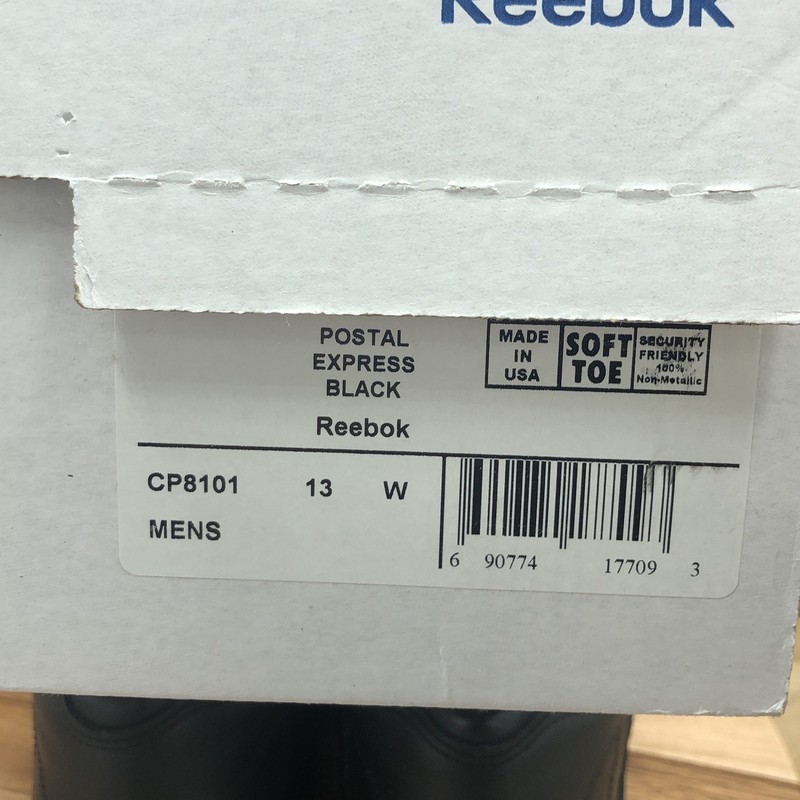 Reebok
POSTAL
EXPRESS
BLACK
Reebok
MADE
IN
USA
SOFT
TOE
SECURITY
FRIENDLY
100%
Non-Metallic
CP8101 13 W
MENS
6 90774 17709 3